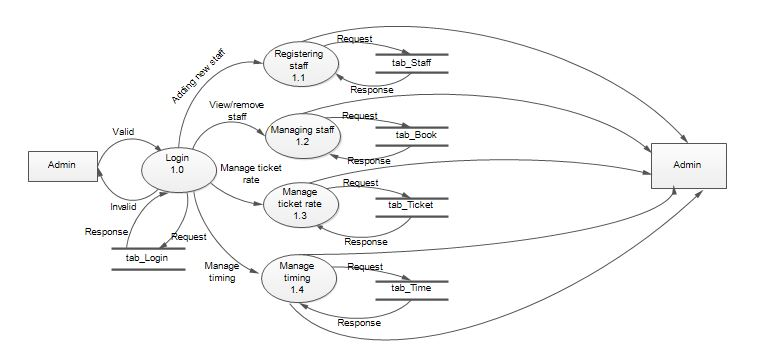 Request
Registering
staff
1.1
tab_Staff
Response
Adding new staff
View/remove
staff
Request
Managing staff
1.2
tab_Book
Response
Valid
Admin
Login
1.0
Invalid
Manage ticket
rate
Request
Manage
ticket rate
1.3
tab_Ticket
Response
Admin
Response
Request
tab_Login
Manage
timing
Request
Manage
timing
1.4
tab_Time
Response